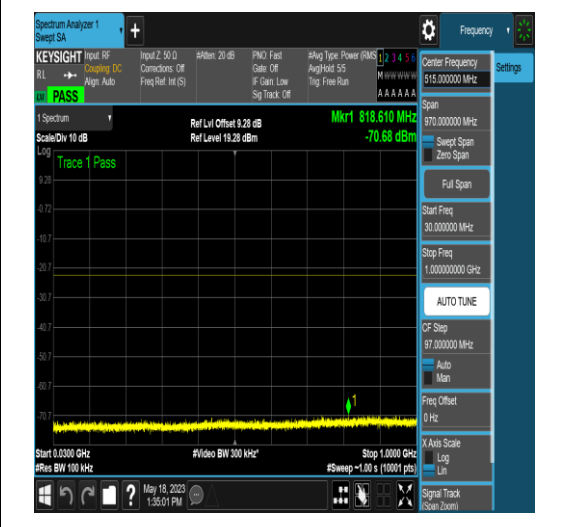 Spectrum Analyzer 1
Swept SA
+
Frequency
KEYSIGHT
RL
PASS
Input: RF
Coupling: DC
Align: Auto
Input Z: 50 Ω
Corrections: Off
Freq Ref: Int (S)
#Atten: 20 dB
PNO: Fast
Gate: Off
IF Gain: Low
Sig Track: Off
#Avg Type: Power (RMS
Avg|Hold: 5/5
Trig: Free Run
1 2 3 4 5 6
M W W W W W
A A A A A A
1 Spectrum
Scale/Div 10 dB
Ref Lvl Offset 9.28 dB
Ref Level 19.28 dBm
Mkr1 818.610 MHz
-70.68 dBm
Log
Trace 1 Pass
9.28
-0.72
-10.7
-20.7
-30.7
-40.7
-50.7
-60.7
-70.7
1
Start 0.0300 GHz
#Res BW 100 kHz
#Video BW 300 kHz*
Stop 1.0000 GHz
#Sweep ~1.00 s (10001 pts)
?
May 18, 2023
1:35:01 PM
Center Frequency
515.000000 MHz
Settings
Span
970.000000 MHz
Swept Span
Zero Span
Full Span
Start Freq
30.000000 MHz
Stop Freq
1.000000000 GHz
AUTO TUNE
CF Step
97.000000 MHz
Auto
Man
Freq Offset
0 Hz
X Axis Scale
Log
Lin
Signal Track
(Span Zoom)